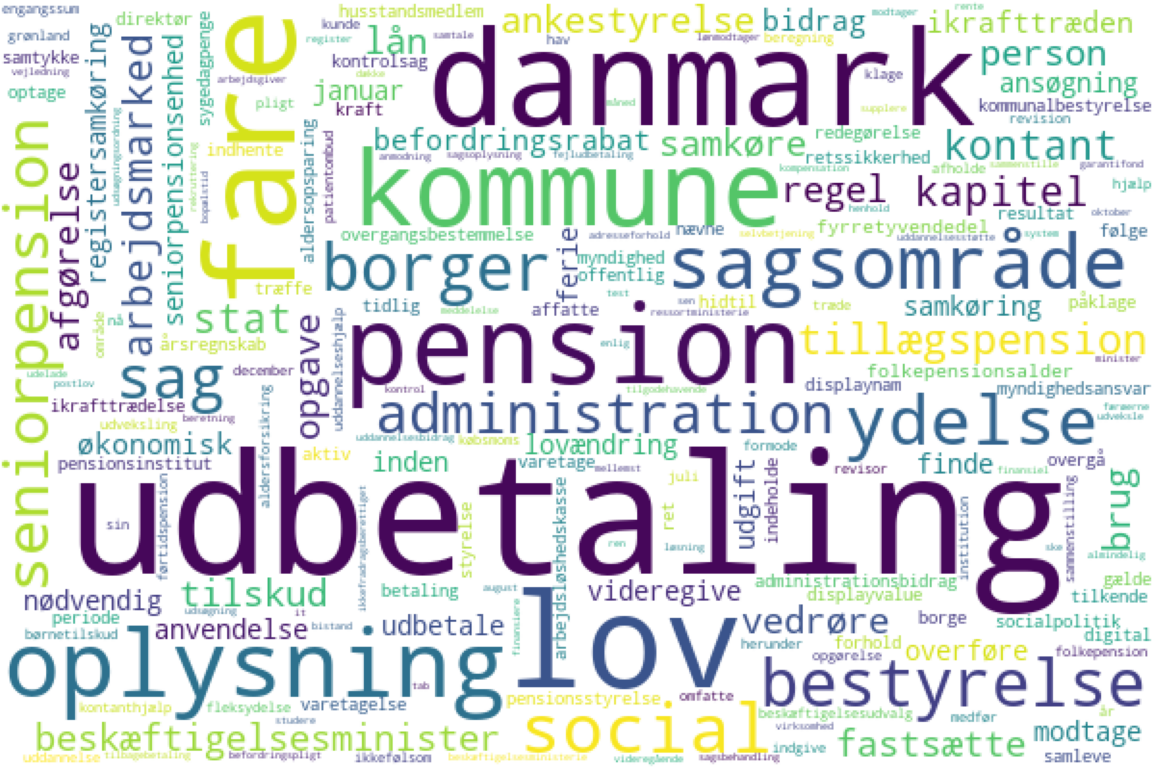 engangssum
grønland
samtykke
vejledning
optage
direktør
husstandsmedlem
kunde
register
samtale
lån
kontrolsag
arbejdsgiver
januar
pligt
kraft
ankestyrelse
hav
bidrag
modtager
lønmodtager
beregning
rente
ikrafttræden
danmark
person
klage
ansøgning
kommunalbestyrelse
supplere
revision
måned
registersamkøring
udsøgningsordning
arbejdsmarked
seniorpensionsenhed
sygedagpenge
rekruttering
bopælstid
indhente
fare
aldersopsparing
patientombud
befordringsrabat
samkøre
redegørelse
retssikkerhed
kontant
anmodning
sagsoplysning
fejludbetaling
kompensation
afholde
sammenstille
garantifond
kommune
regel
kapitel
hjælp
henhold
resultat
oktober
følge
overgangsbestemmelse
adresseforhold
nævne
selvbetjening
fyrretyvendedel
uddannelsesstøtte
system
seniorpension
afgørelse
borger
ferie
myndighed
offentlig
sagsområde
test
sen
hidtil
træde
samkøring
påklage
træffe
tidlig
meddelelse
affatte
ressortministerie
stat
nå
område
årsregnskab
opgave
uddannelseshjælp
pension
enlig
tillægspension
minister
folkepensionsalder
udelade
postlov
sag
december
kontrol
tilgodehavende
displaynam
myndighedsansvar
ikrafttrædelse
beretning
udveksling
administration
ydelse
færøerne
udveksle
økonomisk
aldersforsikring
uddannelsesbidrag
købsmoms
lovændring
formode
pensionsinstitut
aktiv
inden
varetage
mellemst
juli
udgift
indeholde
revisor
finde
finansiel
overgå
udbetaling
sin
førtidspension
ikkefradragsberettiget
styrelse
ret
ren
løsning
institution
ske
sammenstilling
almindelig
brug
arbejdsløshedskasse
nødvendig
tilskud
betaling
august
videregive
administrationsbidrag
displayvalue
gælde
tilkende
periode
udsøgning
it
børnetilskud
anvendelse
bistand
udbetale
finansiere
lov
vedrøre
borge
socialpolitik
digital
herunder
forhold
opgørelse
overføre
folkepension
oplysning
tab
pensionsstyrelse
omfatte
bestyrelse
kontanthjælp
fleksydelse
varetagelse
studere
social
beskæftigelsesudvalg
virksomhed
medfør
år
modtage
beskæftigelsesminister
indgive
fastsætte
samleve
uddannelse
tilbagebetaling
befordringspligt
ikkefølsom
beskæftigelsesministerie
videregående
sagsbehandling